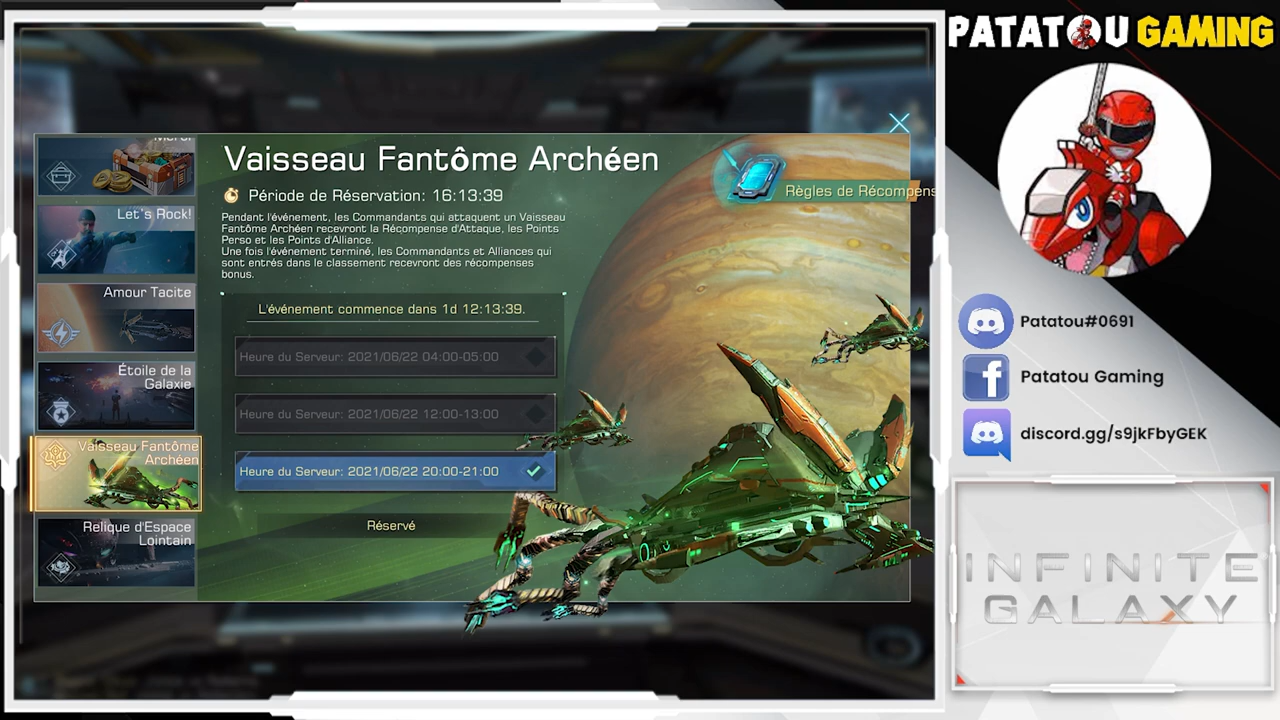 PATATOU GAMING
Merci
Let's Rock!
Amour Tacite
Étoile de la
Galaxie
Vaisseau Fantôme
Archéen
Relique d'Espace
Lointain
Vaisseau Fantôme Archéen
Période de Réservation: 16:13:39
Règles de Récompens
Pendant l'événement, les Commandants qui attaquent un Vaisseau
Fantôme Archéen recevront la Récompense d'Attaque, les Points
Perso et les Points d'Alliance.
Une fois l'événement terminé, les Commandants et Alliances qui
sont entrés dans le classement recevront des récompenses
bonus.
L'événement commence dans 1d 12:13:39.
Heure du Serveur: 2021/06/22 04:00-05:00
Heure du Serveur: 2021/06/22 12:00-13:00
Heure du Serveur: 2021/06/22 20:00-21:00
Réservé
Patatou#0691
Patatou Gaming
discord.gg/s9jkFbyGEK
INFINITE
GALAXY